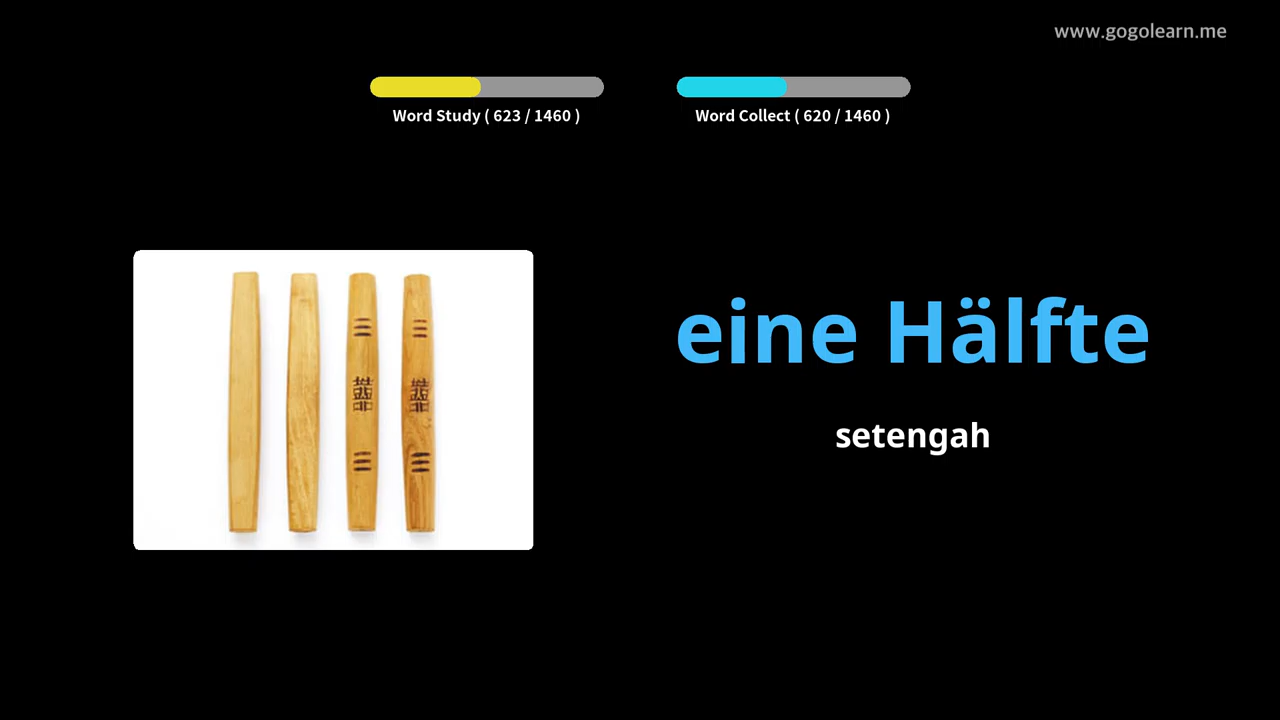 www.gogolearn.me
Word Study ( 623 / 1460 )
Word Collect ( 620 / 1460 )
eine Hälfte
setengah